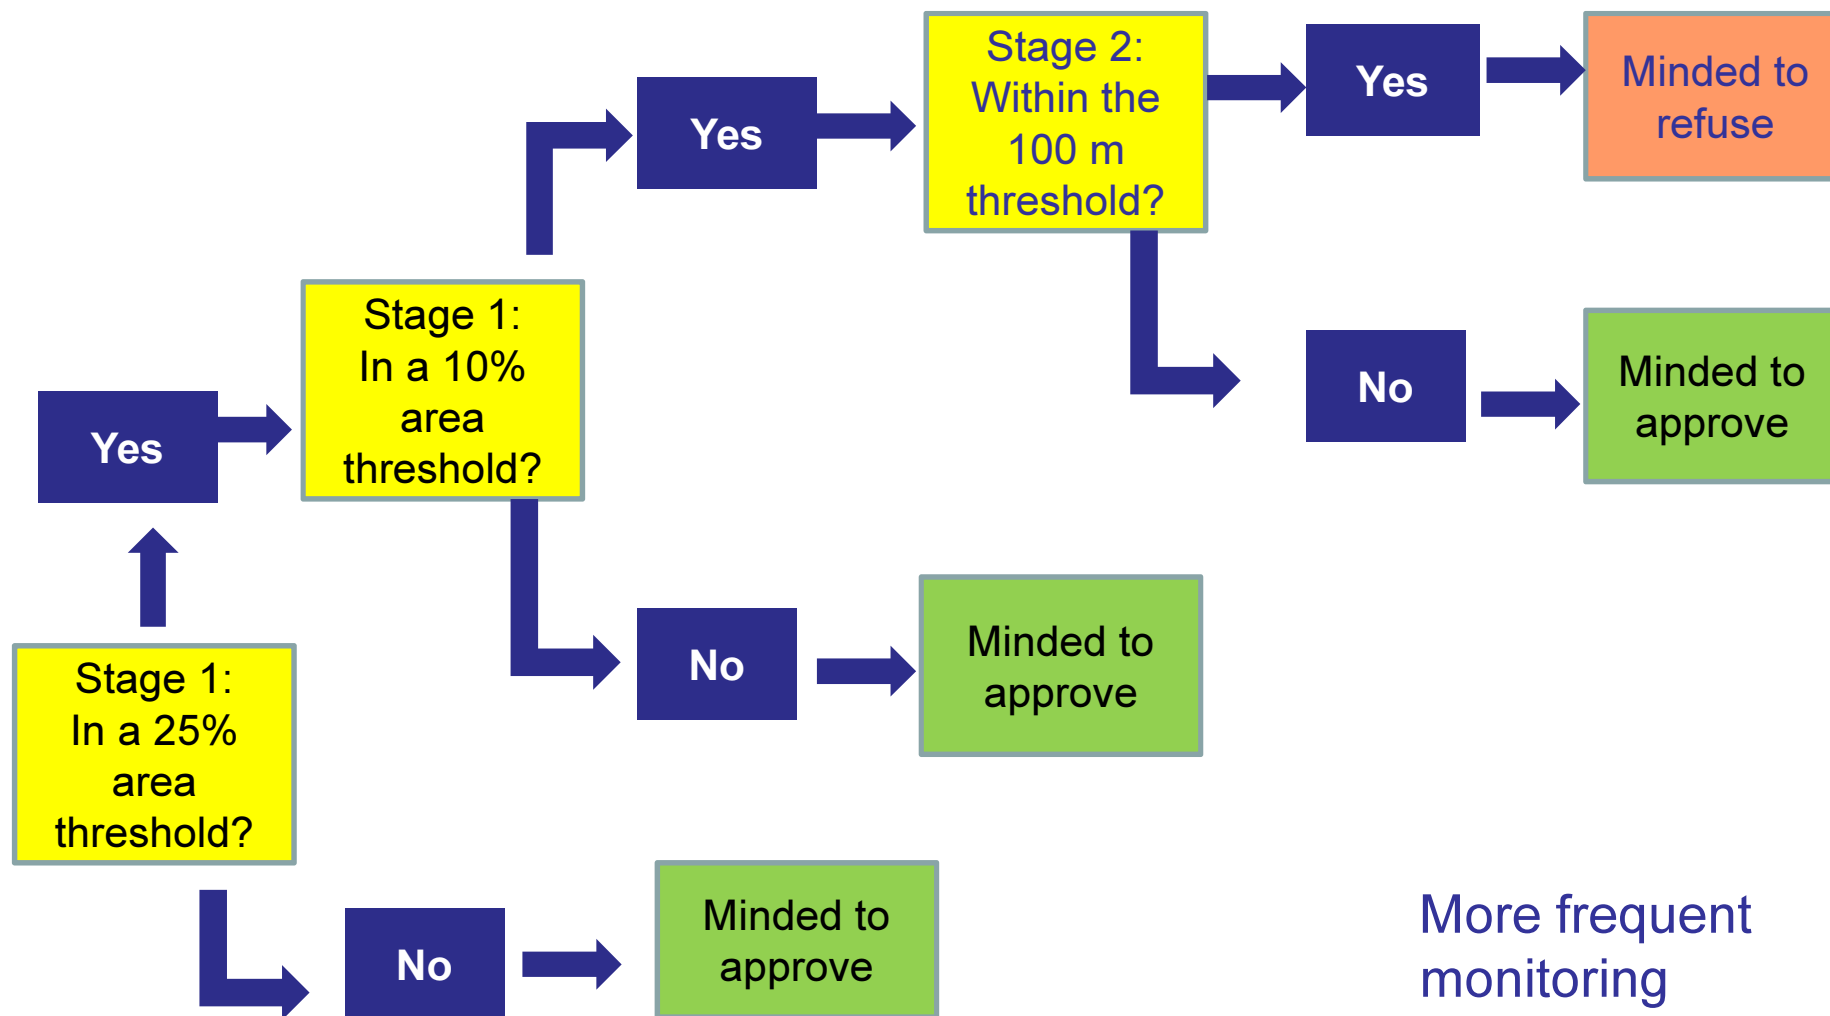 Stage 2:
Within the
100 m
threshold?
Yes
Minded to
refuse
Yes
Stage 1:
In a 10%
area
threshold?
No
Minded to
approve
Yes
No
Minded to
approve
Stage 1:
In a 25%
area
threshold?
No
Minded to
approve
More frequent
monitoring